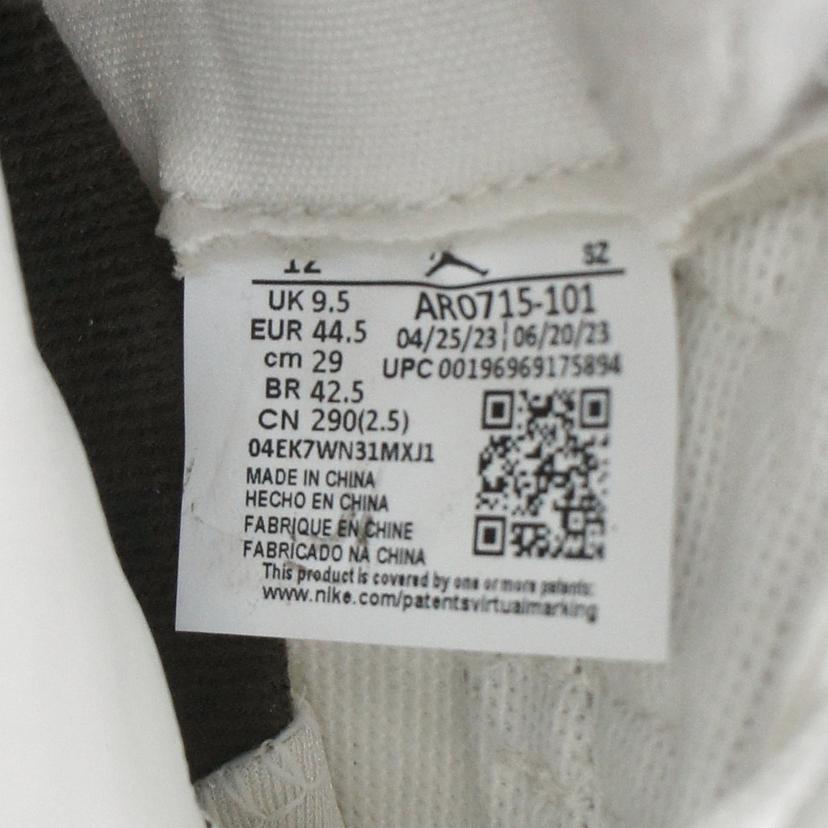 12
SZ
UK 9.5
EUR 44.5
cm 29
BR 42.5
CN 290(2.5)
04EK7WN31MXJ1
AR0715-101
04/25/23 | 06/20/23
UPC 00196969175894
MADE IN CHINA
HECHO EN CHINA
FABRIQUE EN CHINE
FABRICADO NA CHINA
This product is covered by one or more patents:
www.nike.com/patentsvirtualmarking